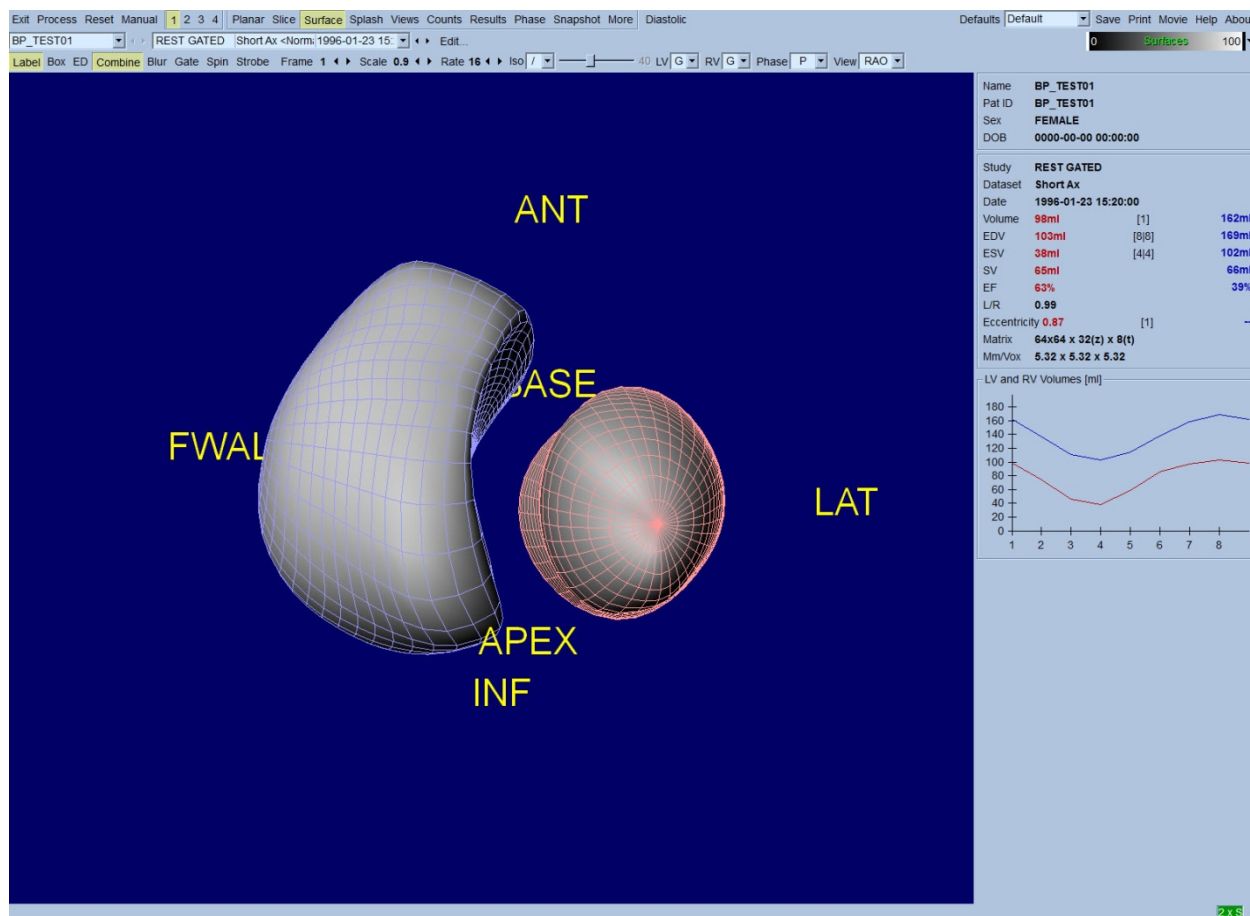 Exit Process Reset Manual 1 2 3 4 Planar Slice Surface Splash Views Counts Results Phase Snapshot More Diastolic Defaults Default Save Print Movie Help Abou
BP_TEST01 REST GATED Short Ax <Norm: 1996-01-23 15: Edit... 0 Surfaces 100
Label Box ED Combine Blur Gate Spin Strobe Frame 1 Scale 0.9 Rate 16 Iso / 40 LV G RV G Phase P View RAO
Name BP_TEST01
Pat ID BP_TEST01
Sex FEMALE
DOB 0000-00-00 00:00:00
Study REST GATED
Dataset Short Ax
Date 1996-01-23 15:20:00
Volume 98ml [1] 162ml
EDV 103ml [8|8] 169ml
ESV 38ml [4|4] 102ml
SV 65ml 66ml
EF 63% 39%
L/R 0.99
Eccentricity 0.87 [1] --
Matrix 64x64 x 32(z) x 8(t)
Mm/Vox 5.32 x 5.32 x 5.32
LV and RV Volumes [ml]
180
160
140
120
100
80
60
40
20
0
1 2 3 4 5 6 7 8
ANT
BASE
FWAL
LAT
APEX
INF
2 x S